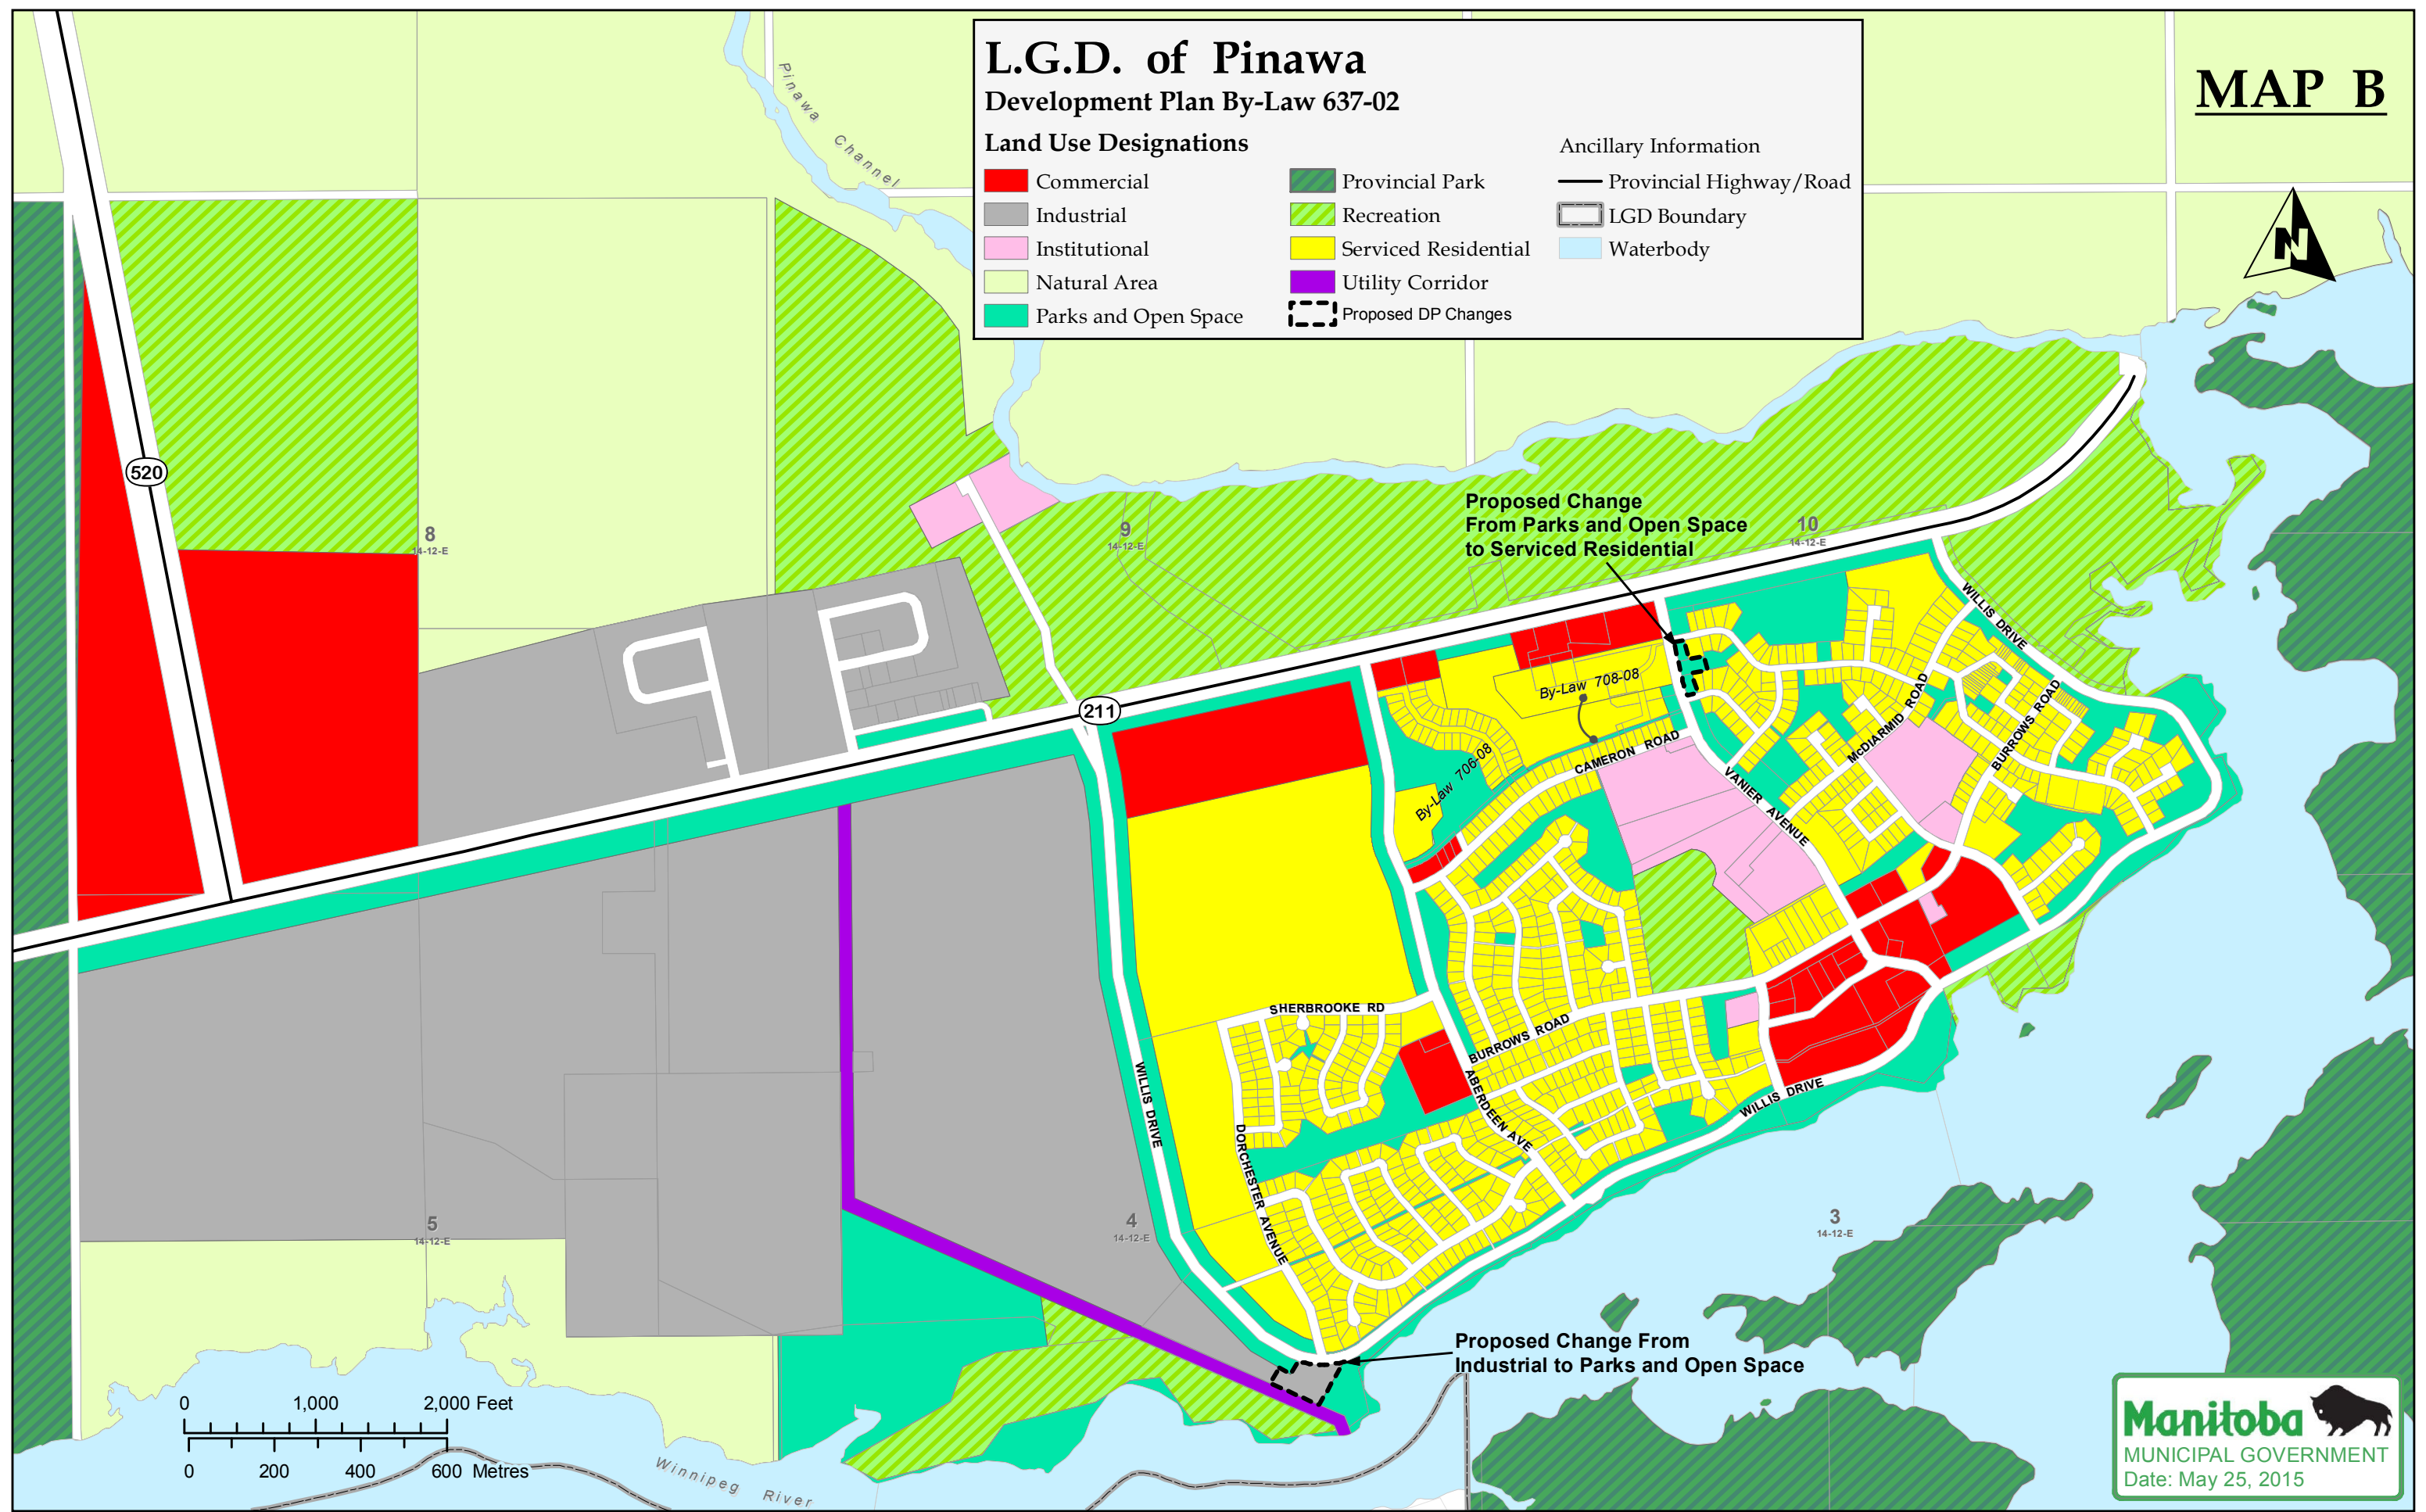 L.G.D. of Pinawa
Development Plan By-Law 637-02
Land Use Designations
Commercial
Industrial
Institutional
Natural Area
Parks and Open Space
Provincial Park
Recreation
Serviced Residential
Utility Corridor
Proposed DP Changes
Ancillary Information
Provincial Highway/Road
LGD Boundary
Waterbody
MAP B
N
Pinawa Channel
520
8
14-12-E
9
14-12-E
Proposed Change
From Parks and Open Space
to Serviced Residential
10
14-12-E
WILLIS DRIVE
211
By-Law 708-08
By-Law 706-08
CAMERON ROAD
McDIARMID ROAD
BURROWS ROAD
VANIER AVENUE
SHERBROOKE RD
BURROWS ROAD
WILLIS DRIVE
ABERDEEN AVE
WILLIS DRIVE
DORCHESTER AVENUE
5
14-12-E
4
14-12-E
3
14-12-E
Proposed Change From
Industrial to Parks and Open Space
0 1,000 2,000 Feet
0 200 400 600 Metres
Winnipeg River
Manitoba
MUNICIPAL GOVERNMENT
Date: May 25, 2015